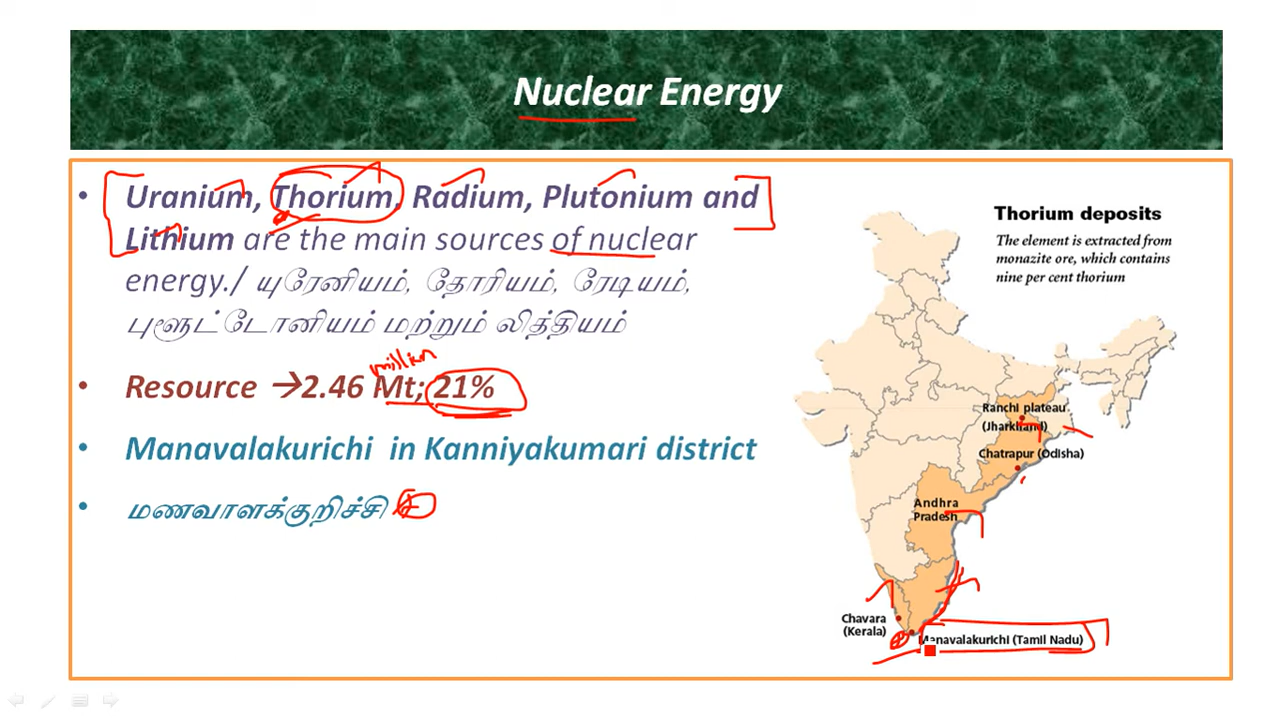 Nuclear Energy
• Uranium, Thorium, Radium, Plutonium and
Lithium are the main sources of nuclear
energy./ யுரேனியம், தோரியம், ரேடியம்,
புளூட்டோனியம் மற்றும் லித்தியம்
million
• Resource →2.46 Mt; 21%
• Manavalakurichi in Kanniyakumari district
• மணவாளக்குறிச்சி
Thorium deposits
The element is extracted from
monazite ore, which contains
nine per cent thorium
Ranchi plateau
(Jharkhand)
Chatrapur (Odisha)
Andhra
Pradesh
Chavara
(Kerala)
Manavalakurichi (Tamil Nadu)